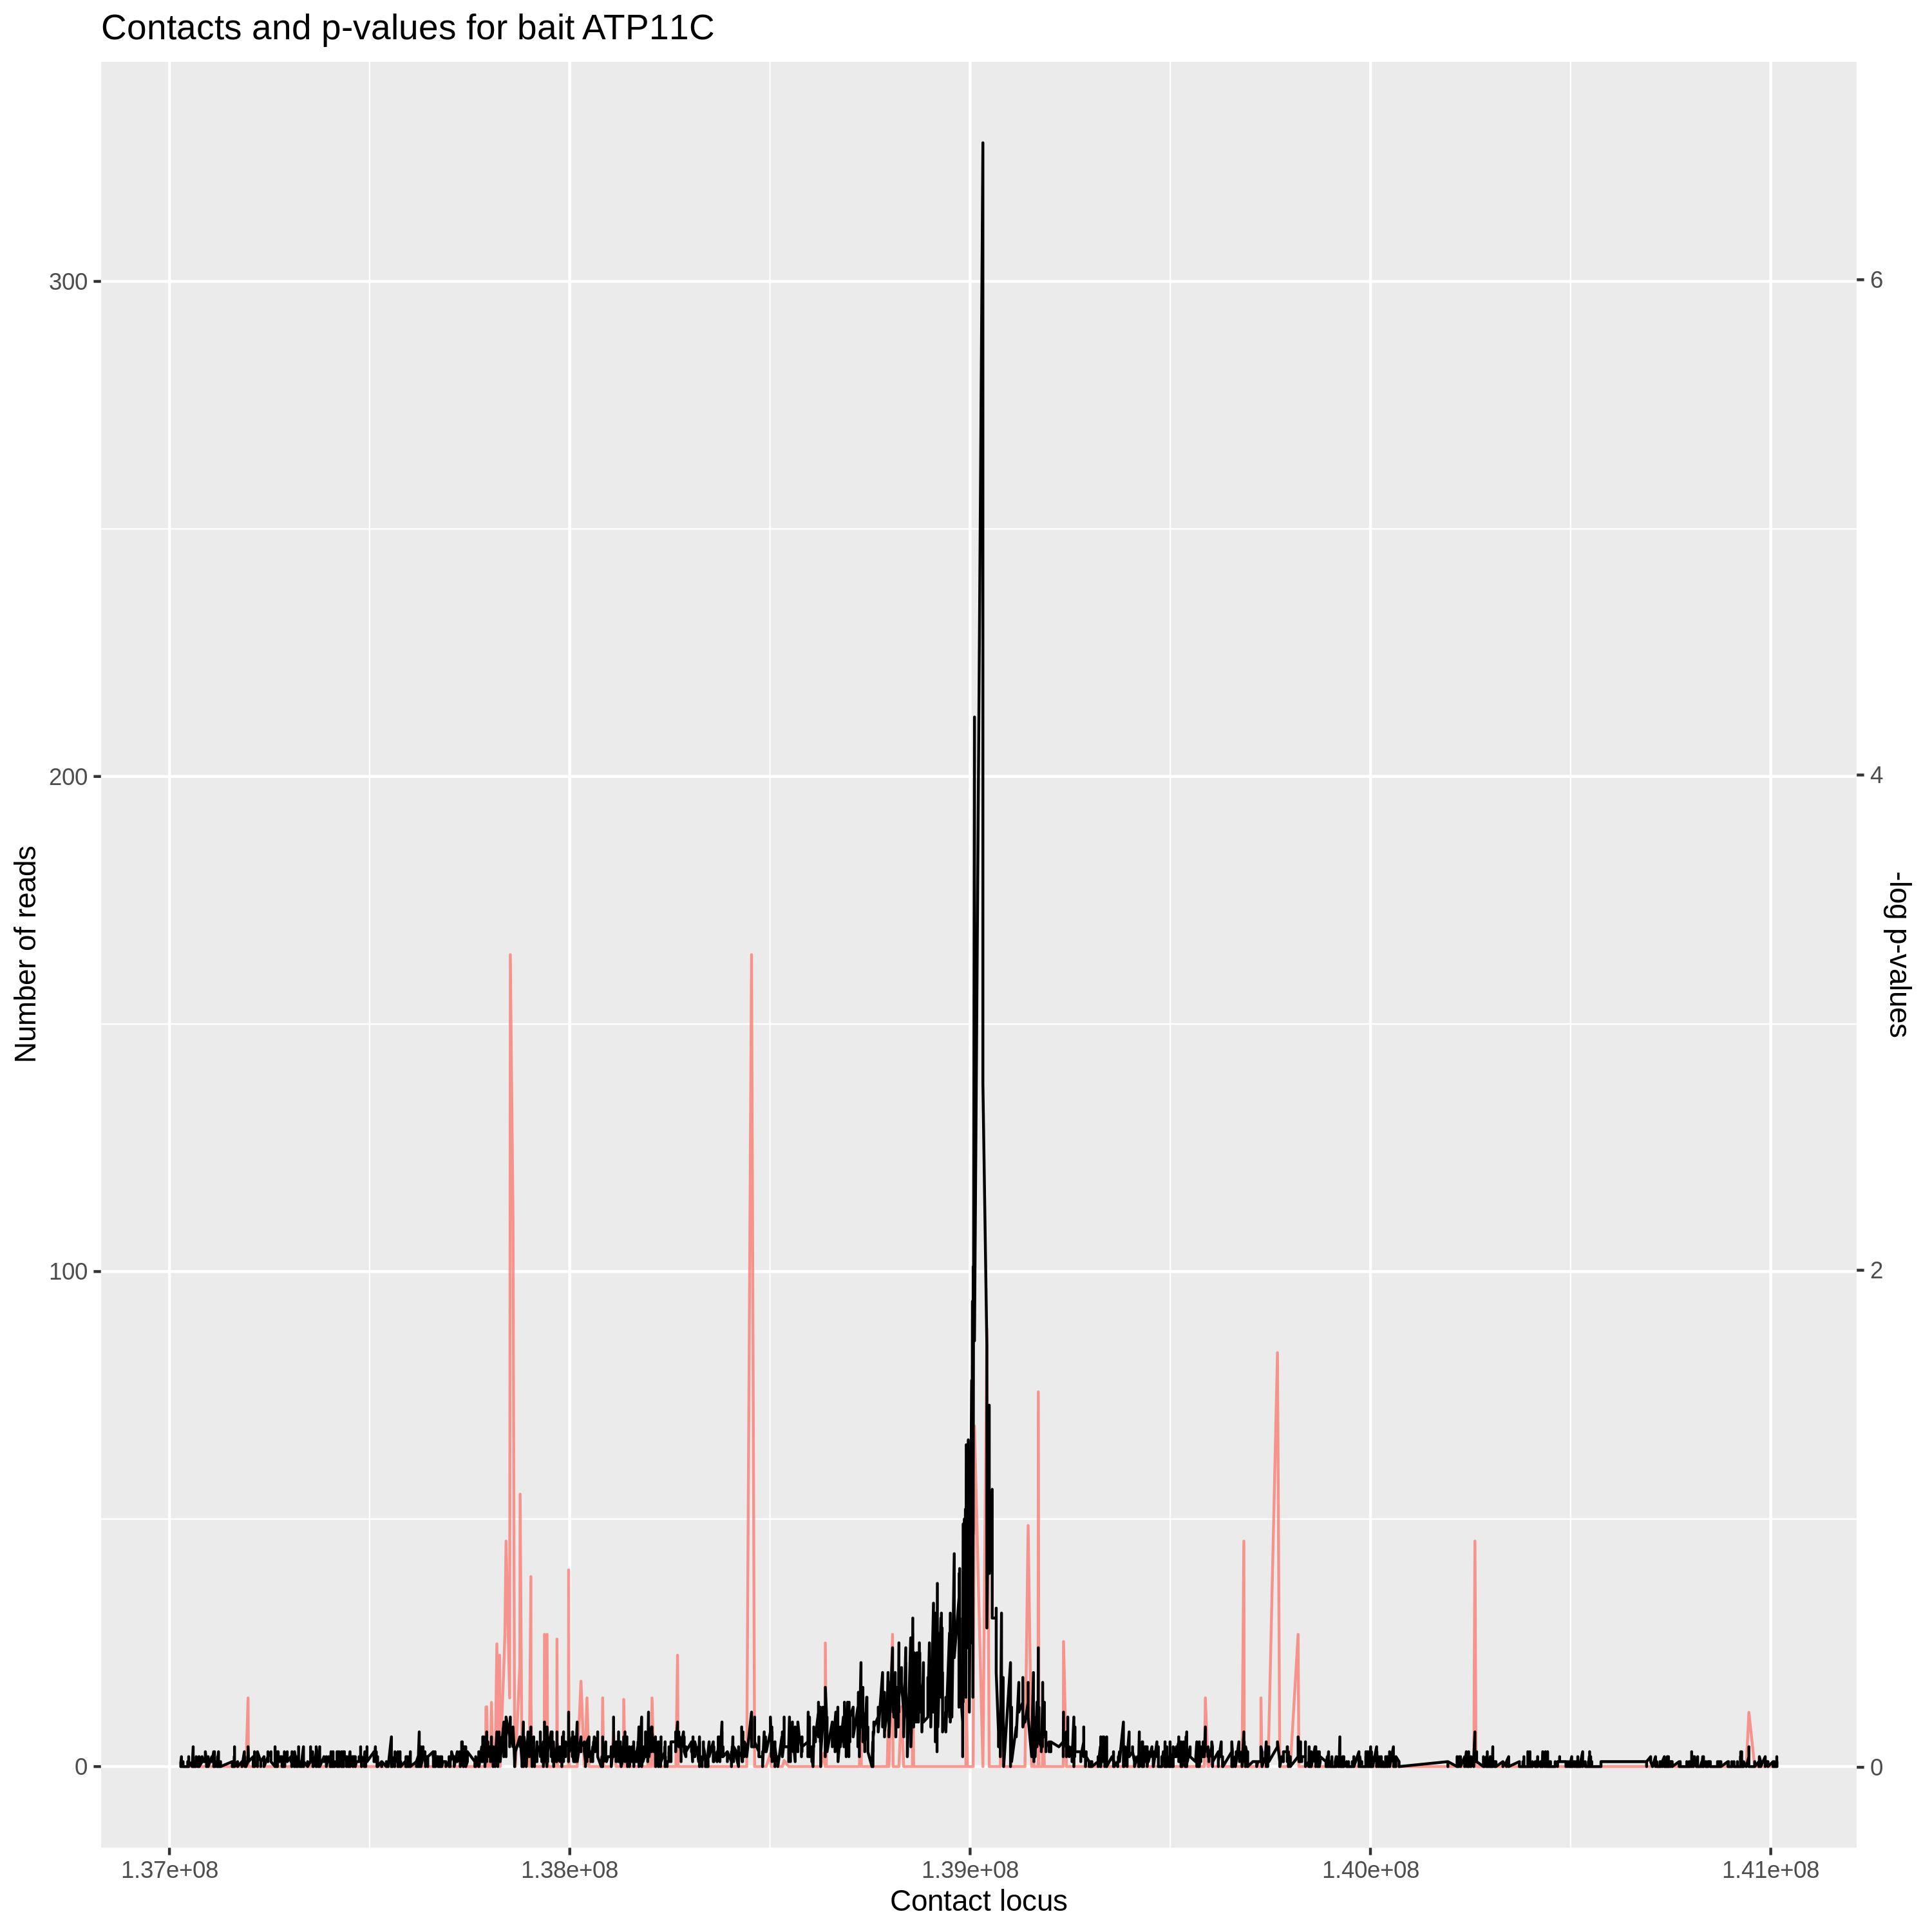 Contacts and p-values for bait ATP11C
Number of reads
300
200
100
0
6
4
2
0
-log p-values
1.37e+08
1.38e+08
1.39e+08
1.40e+08
1.41e+08
Contact locus